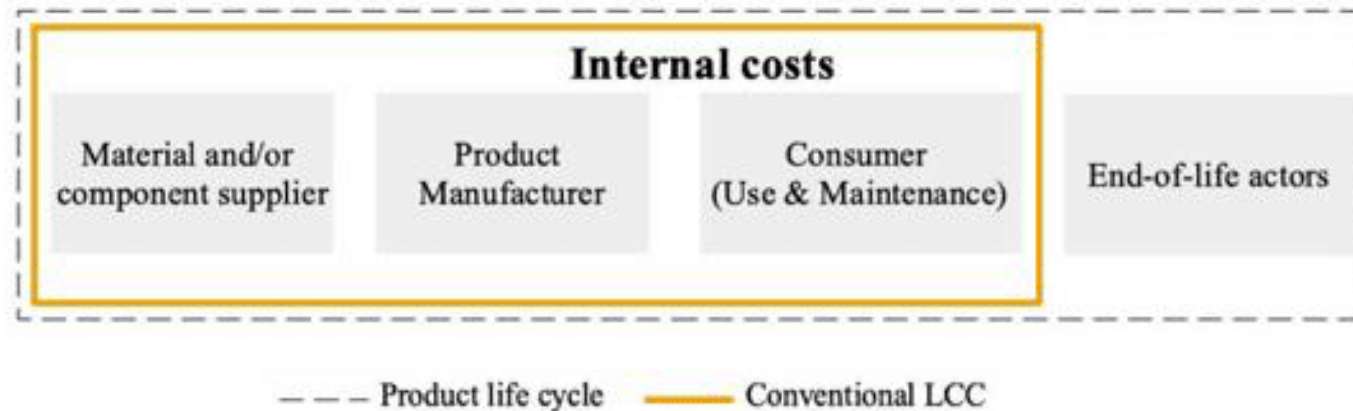 Internal costs
Material and/or
component supplier
Product
Manufacturer
Consumer
(Use & Maintenance)
End-of-life actors
Product life cycle
Conventional LCC